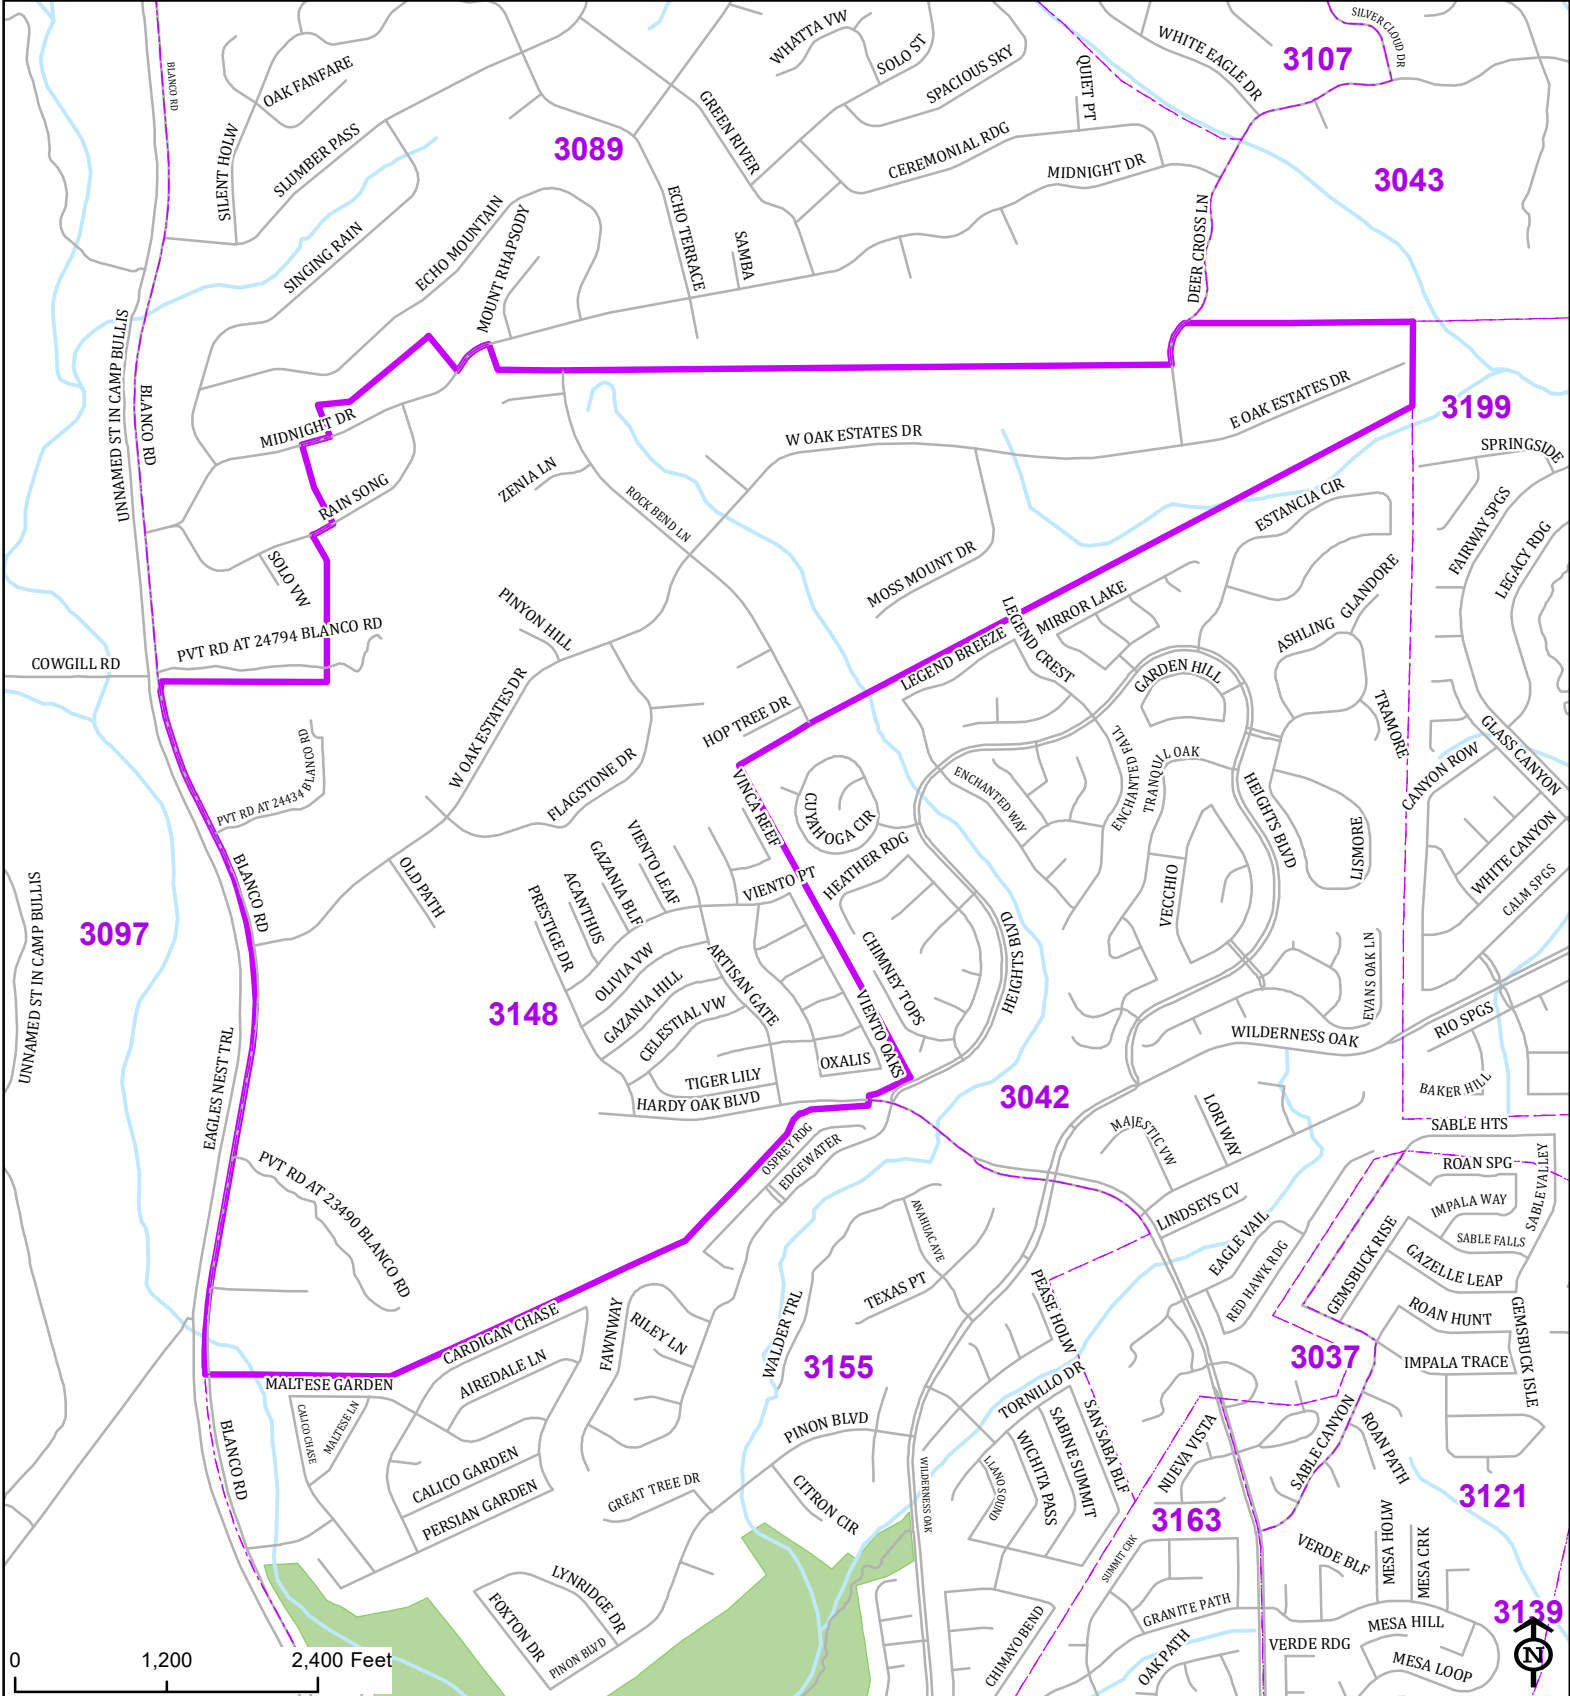 BLANCO RD
OAK FANFARE
SILENT HOLW
SLUMBER PASS
SINGING RAIN
ECHO MOUNTAIN
MOUNT RHAPSODY
3089
WHATTA VW
SOLO ST
SPACIOUS SKY
GREEN RIVER
CEREMONIAL RDG
QUIET PT
MIDNIGHT DR
ECHO TERRACE
SAMBA
WHITE EAGLE DR
3107
SILVER CLOUD DR
3043
DEER CROSS LN
UNNAMED ST IN CAMP BULLIS
BLANCO RD
MIDNIGHT DR
RAIN SONG
SOLO VW
ZENIA LN
ROCK BEND LN
W OAK ESTATES DR
E OAK ESTATES DR
3199
SPRINGSIDE
FAIRWAY SPGS
LEGACY RDG
ESTANCIA CIR
MOSS MOUNT DR
PINYON HILL
PVT RD AT 24794 BLANCO RD
COWGILL RD
LEGEND BREEZE
LEGEND CREST
MIRROR LAKE
ASHLING
GLANDORE
GARDEN HILL
TRAMORE
GLASS CANYON
CANYON ROW
WHITE CANYON
CALM SPGS
W OAK ESTATES DR
HOP TREE DR
FLAGSTONE DR
PVT RD AT 24434 BLANCO RD
VINCA REEF
CUYAHOGA CIR
HEATHER RDG
ENCHANTED WAY
ENCHANTED FALL
TRANQUIL OAK
HEIGHTS BLVD
LISMORE
VECCHIO
BLANCO RD
OLD PATH
VIENTO LEAF
GAZANIA BLF
ACANTHUS
PRESTIGE DR
VIENTO PT
UNNAMED ST IN CAMP BULLIS
3097
3148
OLIVIA VW
GAZANIA HILL
CELESTIAL VW
ARTISAN GATE
CHIMNEY TOPS
VIENTO OAKS
HEIGHTS BLVD
EVANS OAK LN
WILDERNESS OAK
RIO SPGS
BAKER HILL
OXALIS
TIGER LILY
HARDY OAK BLVD
3042
EAGLES NEST TRL
PVT RD AT 23490 BLANCO RD
OSPREY RDG
EDGEWATER
MAJESTIC VW
LORI WAY
LINDSEYS CV
SABLE HTS
ROAN SPG
SABLE VALLEY
IMPALA WAY
SABLE FALLS
GAZELLE LEAP
GEMSBUCK RISE
EAGLE VAIL
RED HAWK RDG
ROAN HUNT
GEMSBUCK ISLE
IMPALA TRACE
3037
ANAHUAC AVE
TEXAS PT
WALDER TRL
PEASE HOLW
3155
TORNILLO DR
CARDIGAN CHASE
FAWNWAY
RILEY LN
AIREDALE LN
MALTESE GARDEN
CALICO CHASE
MALTESE LN
BLANCO RD
CALICO GARDEN
PERSIAN GARDEN
PINON BLVD
GREAT TREE DR
CITRON CIR
WILDERNESS OAK
LLANO SOUND
WICHITA PASS
SABINE SUMMIT
SAN SABA BLF
NUEVA VISTA
SABLE CANYON
ROAN PATH
3121
3163
SUMMIT CRK
VERDE BLF
MESA HOLW
MESA CRK
3139
LYNRIDGE DR
FOXTON DR
PINON BLVD
CHIMAYO BEND
GRANITE PATH
OAK PATH
VERDE RDG
MESA HILL
MESA LOOP
0 1,200 2,400 Feet
N